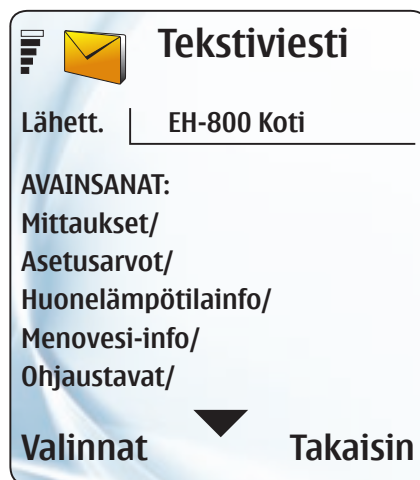 Tekstiviesti
Lähett. EH-800 Koti
AVAINSANAT:
Mittaukset/
Asetusarvot/
Huonelämpötilainfo/
Menovesi-info/
Ohjaustavat/
Valinnat Takaisin